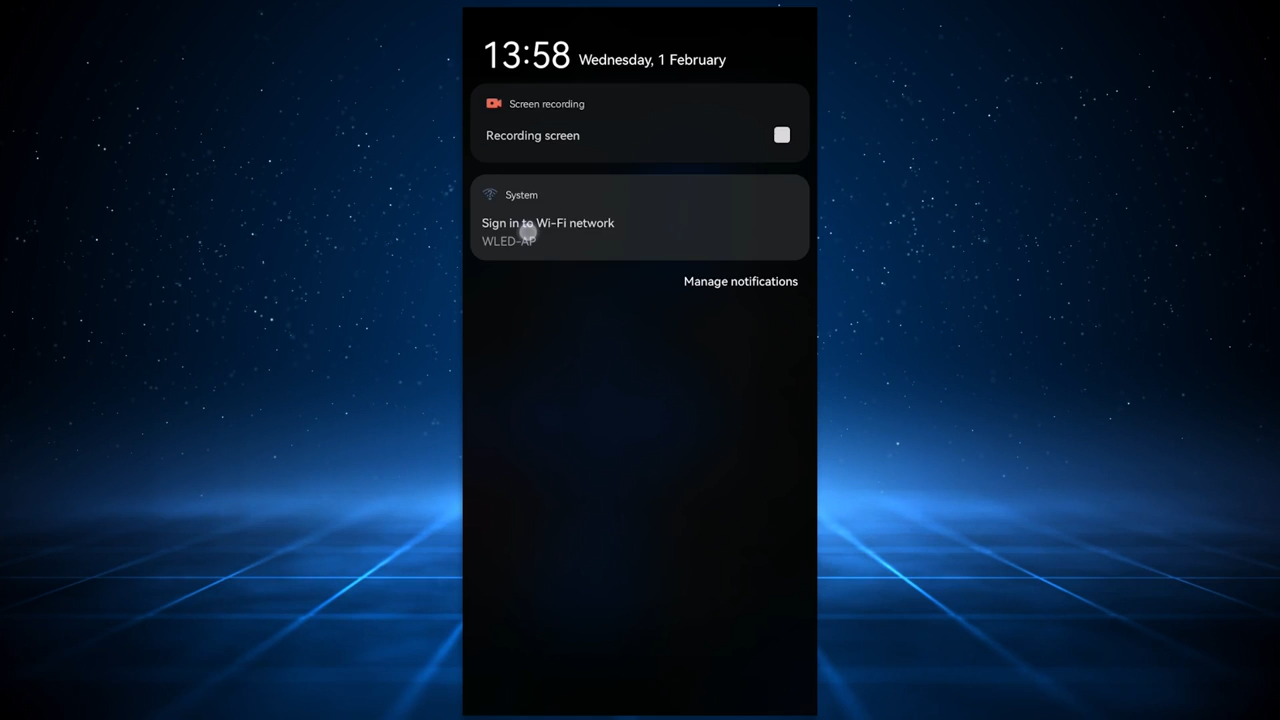 13:58 Wednesday, 1 February
Screen recording
Recording screen
System
Sign in to Wi-Fi network
WLED-AP
Manage notifications